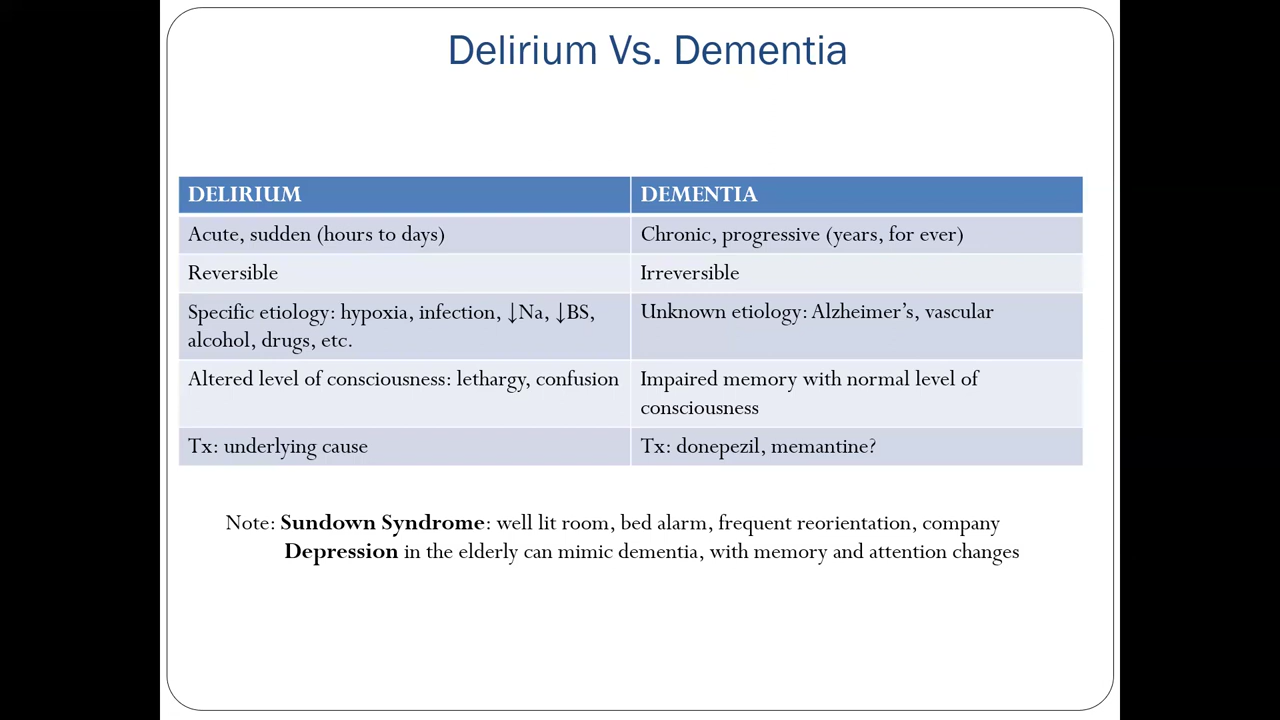 Delirium Vs. Dementia
DELIRIUM
DEMENTIA
Acute, sudden (hours to days)
Chronic, progressive (years, for ever)
Reversible
Irreversible
Specific etiology: hypoxia, infection, ↓Na, ↓BS,
alcohol, drugs, etc.
Unknown etiology: Alzheimer’s, vascular
Altered level of consciousness: lethargy, confusion
Impaired memory with normal level of
consciousness
Tx: underlying cause
Tx: donepezil, memantine?
Note: Sundown Syndrome: well lit room, bed alarm, frequent reorientation, company
Depression in the elderly can mimic dementia, with memory and attention changes